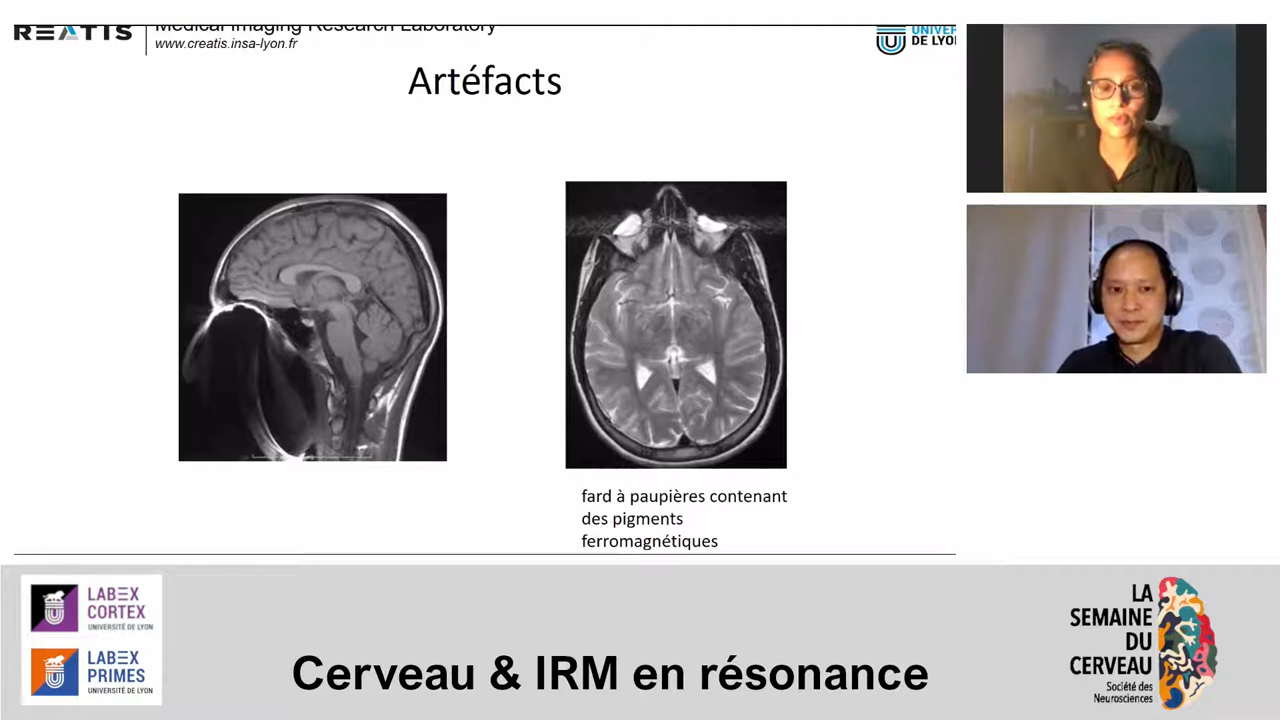 REATIS
Medical Imaging Research Laboratory
www.creatis.insa-lyon.fr
UNIVER
DE LYO
Artéfacts
fard à paupières contenant
des pigments
ferromagnétiques
LABEX
CORTEX
UNIVERSITÉ DE LYON
LABEX
PRIMES
UNIVERSITÉ DE LYON
Cerveau & IRM en résonance
LA
SEMAINE
DU
CERVEAU
Société des
Neurosciences